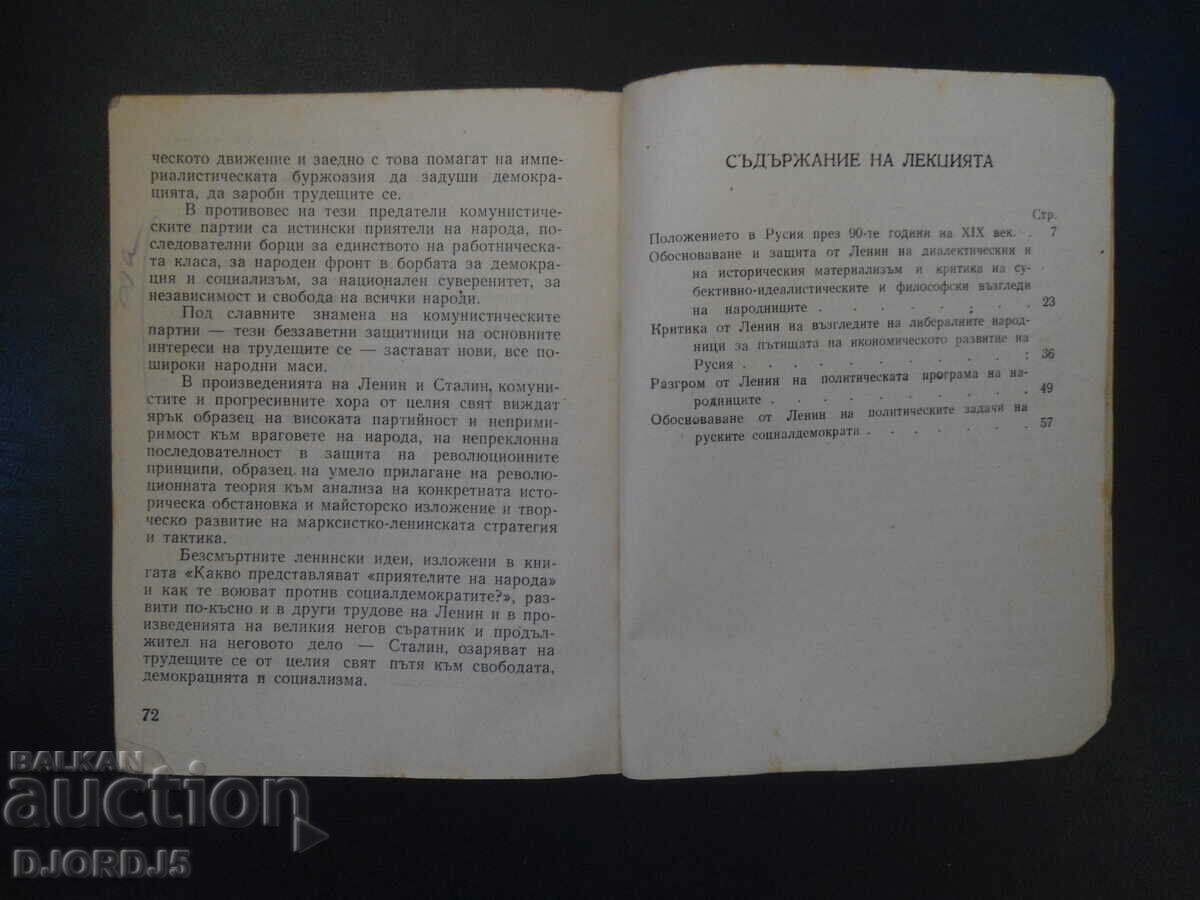 ческото движение и заедно с това помагат на импе-
риалистическата буржоазия да задуши демокра-
цията, да зароби трудещите се.
В противовес на тези предатели комунистиче-
ските партии са истински приятели на народа, по-
следователни борци за единството на работническа-
та класа, за народен фронт в борбата за демокра-
ция и социализъм, за национален суверенитет, за
независимост и свобода на всички народи.
Под славните знамена на комунистическите
партии — тези беззаветни защитници на основните
интереси на трудещите се — застават нови, все по-
широки народни маси.
В произведенията на Ленин и Сталин, комуни-
стите и прогресивните хора от целия свят виждат
ярък образец на високата партийност и неприми-
римост към враговете на народа, на непреклонна
последователност в защита на революционните
принципи, образец на умело прилагане на револю-
ционната теория към анализа на конкретната исто-
рическа обстановка и майсторско изложение и твор-
ческо развитие на марксистко-ленинската стратегия
и тактика.
Безсмъртните ленински идеи, изложени в кни-
гата «Какво представляват «приятелите на народа»
и как те воюват против социалдемократите?», раз-
вити по-късно и в други трудове на Ленин и в про-
изведенията на великия негов съратник и продъл-
жител на неговото дело — Сталин, озаряват на
трудещите се от целия свят пътя към свободата,
демокрацията и социализма.
72
СЪДЪРЖАНИЕ НА ЛЕКЦИЯТА
Стр.
Положението в Русия през 90-те години на XIX век. . 7
Обосноваване и защита от Ленин на диалектическия и
на историческия материализъм и критика на су-
бективно-идеалистическите и философски възгледи
на народниците . . . . . . . . 23
Критика от Ленин на възгледите на либералните народ-
ници за пътищата на икономическото развитие на
Русия . . . . . . . . . . 36
Разгром от Ленин на политическата програма на на-
родниците . . . . . . . . . 49
Обосноваване от Ленин на политическите задачи на
руските социалдемократи . . . . . . 57
BALKAN
auction
DJORDJ5